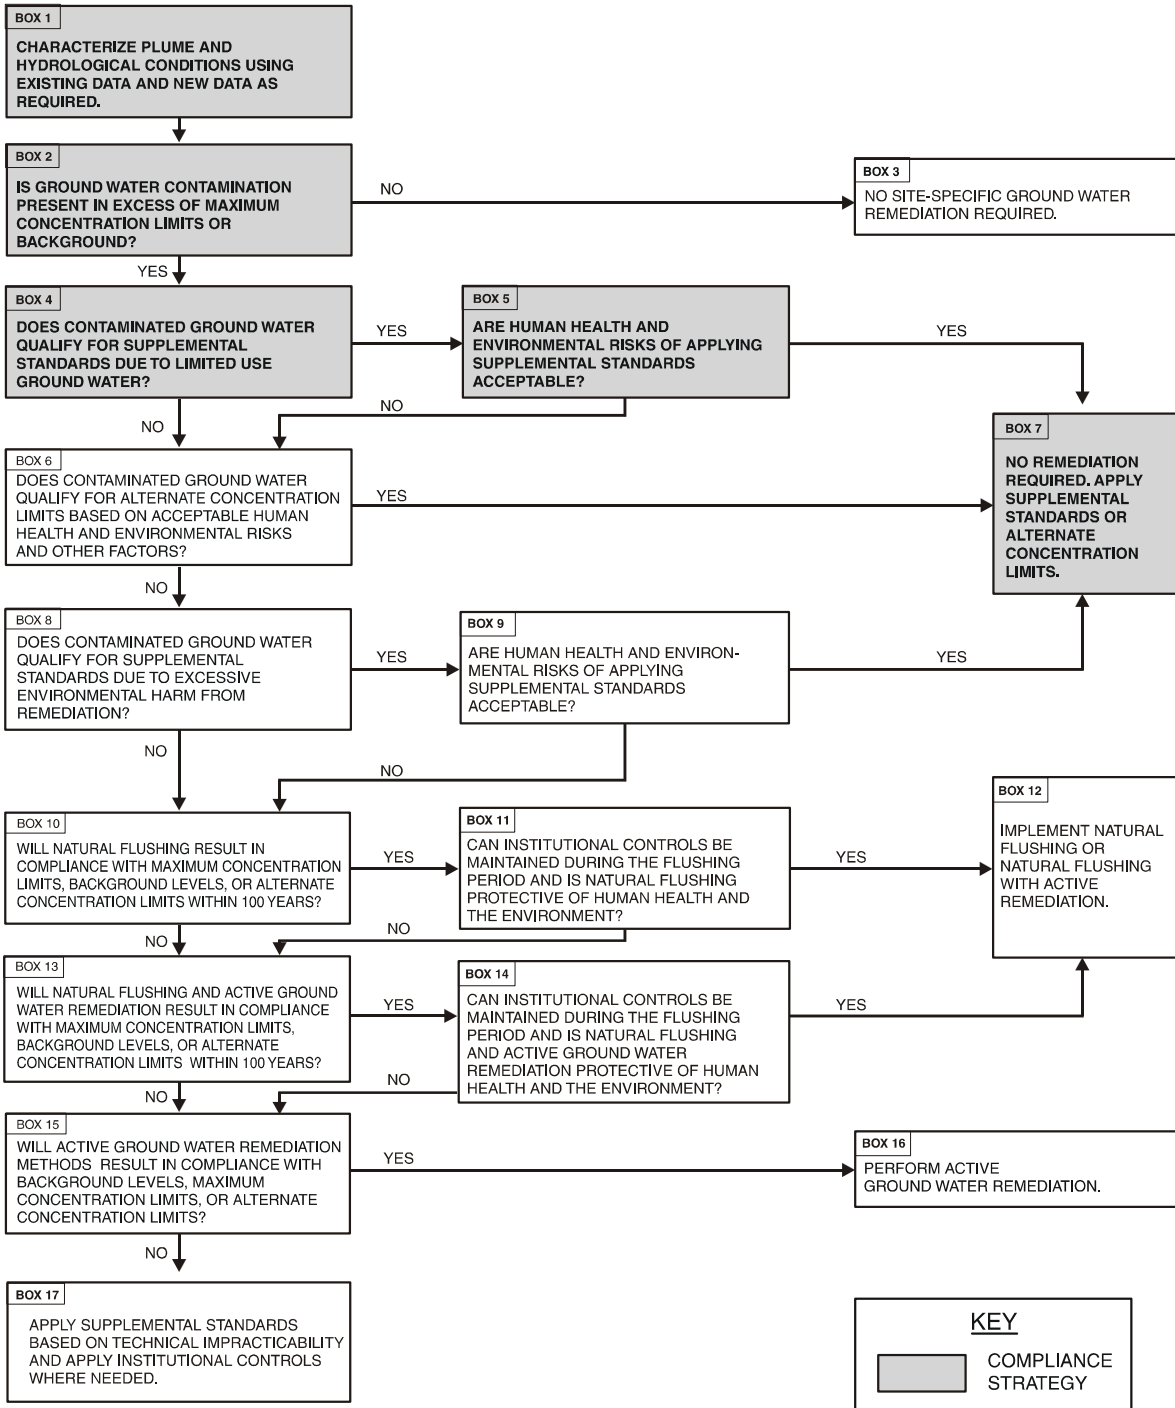 BOX 1
CHARACTERIZE PLUME AND
HYDROLOGICAL CONDITIONS USING
EXISTING DATA AND NEW DATA AS
REQUIRED.
BOX 2
IS GROUND WATER CONTAMINATION
PRESENT IN EXCESS OF MAXIMUM
CONCENTRATION LIMITS OR
BACKGROUND?
NO
BOX 3
NO SITE-SPECIFIC GROUND WATER
REMEDIATION REQUIRED.
YES
BOX 4
DOES CONTAMINATED GROUND WATER
QUALIFY FOR SUPPLEMENTAL
STANDARDS DUE TO LIMITED USE
GROUND WATER?
YES
BOX 5
ARE HUMAN HEALTH AND
ENVIRONMENTAL RISKS OF APPLYING
SUPPLEMENTAL STANDARDS
ACCEPTABLE?
YES
NO
NO
BOX 6
DOES CONTAMINATED GROUND WATER
QUALIFY FOR ALTERNATE CONCENTRATION
LIMITS BASED ON ACCEPTABLE HUMAN
HEALTH AND ENVIRONMENTAL RISKS
AND OTHER FACTORS?
YES
BOX 7
NO REMEDIATION
REQUIRED. APPLY
SUPPLEMENTAL
STANDARDS OR
ALTERNATE
CONCENTRATION
LIMITS.
NO
BOX 8
DOES CONTAMINATED GROUND WATER
QUALIFY FOR SUPPLEMENTAL
STANDARDS DUE TO EXCESSIVE
ENVIRONMENTAL HARM FROM
REMEDIATION?
YES
BOX 9
ARE HUMAN HEALTH AND ENVIRON-
MENTAL RISKS OF APPLYING
SUPPLEMENTAL STANDARDS
ACCEPTABLE?
YES
NO
NO
BOX 10
WILL NATURAL FLUSHING RESULT IN
COMPLIANCE WITH MAXIMUM CONCENTRATION
LIMITS, BACKGROUND LEVELS, OR ALTERNATE
CONCENTRATION LIMITS WITHIN 100 YEARS?
YES
BOX 11
CAN INSTITUTIONAL CONTROLS BE
MAINTAINED DURING THE FLUSHING
PERIOD AND IS NATURAL FLUSHING
PROTECTIVE OF HUMAN HEALTH AND
THE ENVIRONMENT?
YES
BOX 12
IMPLEMENT NATURAL
FLUSHING OR
NATURAL FLUSHING
WITH ACTIVE
REMEDIATION.
NO
NO
BOX 13
WILL NATURAL FLUSHING AND ACTIVE GROUND
WATER REMEDIATION RESULT IN COMPLIANCE
WITH MAXIMUM CONCENTRATION LIMITS,
BACKGROUND LEVELS, OR ALTERNATE
CONCENTRATION LIMITS WITHIN 100 YEARS?
YES
BOX 14
CAN INSTITUTIONAL CONTROLS BE
MAINTAINED DURING THE FLUSHING
PERIOD AND IS NATURAL FLUSHING
AND ACTIVE GROUND WATER
REMEDIATION PROTECTIVE OF HUMAN
HEALTH AND THE ENVIRONMENT?
YES
NO
NO
BOX 15
WILL ACTIVE GROUND WATER REMEDIATION
METHODS RESULT IN COMPLIANCE WITH
BACKGROUND LEVELS, MAXIMUM
CONCENTRATION LIMITS, OR ALTERNATE
CONCENTRATION LIMITS?
YES
BOX 16
PERFORM ACTIVE
GROUND WATER REMEDIATION.
NO
BOX 17
APPLY SUPPLEMENTAL STANDARDS
BASED ON TECHNICAL IMPRACTICABILITY
AND APPLY INSTITUTIONAL CONTROLS
WHERE NEEDED.
KEY
COMPLIANCE
STRATEGY